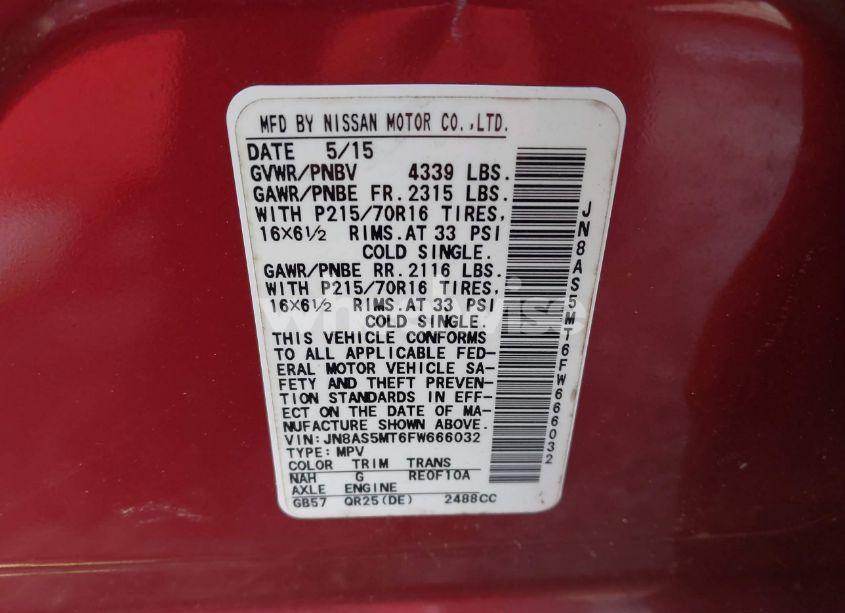 MFD BY NISSAN MOTOR CO.,LTD.
DATE 5/15
GVWR/PNBV 4339 LBS.
GAWR/PNBE FR. 2315 LBS.
WITH P215/70R16 TIRES,
16×6½ RIMS.AT 33 PSI
COLD SINGLE.
GAWR/PNBE RR. 2116 LBS.
WITH P215/70R16 TIRES,
16×6½ RIMS.AT 33 PSI
COLD SINGLE.
THIS VEHICLE CONFORMS
TO ALL APPLICABLE FED-
ERAL MOTOR VEHICLE SA-
FETY AND THEFT PREVEN-
TION STANDARDS IN EFF-
ECT ON THE DATE OF MA-
NUFACTURE SHOWN ABOVE.
VIN:JN8AS5MT6FW666032
TYPE:MPV
COLOR TRIM TRANS
NAH G RE0F10A
AXLE ENGINE
GB57 QR25(DE) 2488CC
JN8AS5MT6FW666032